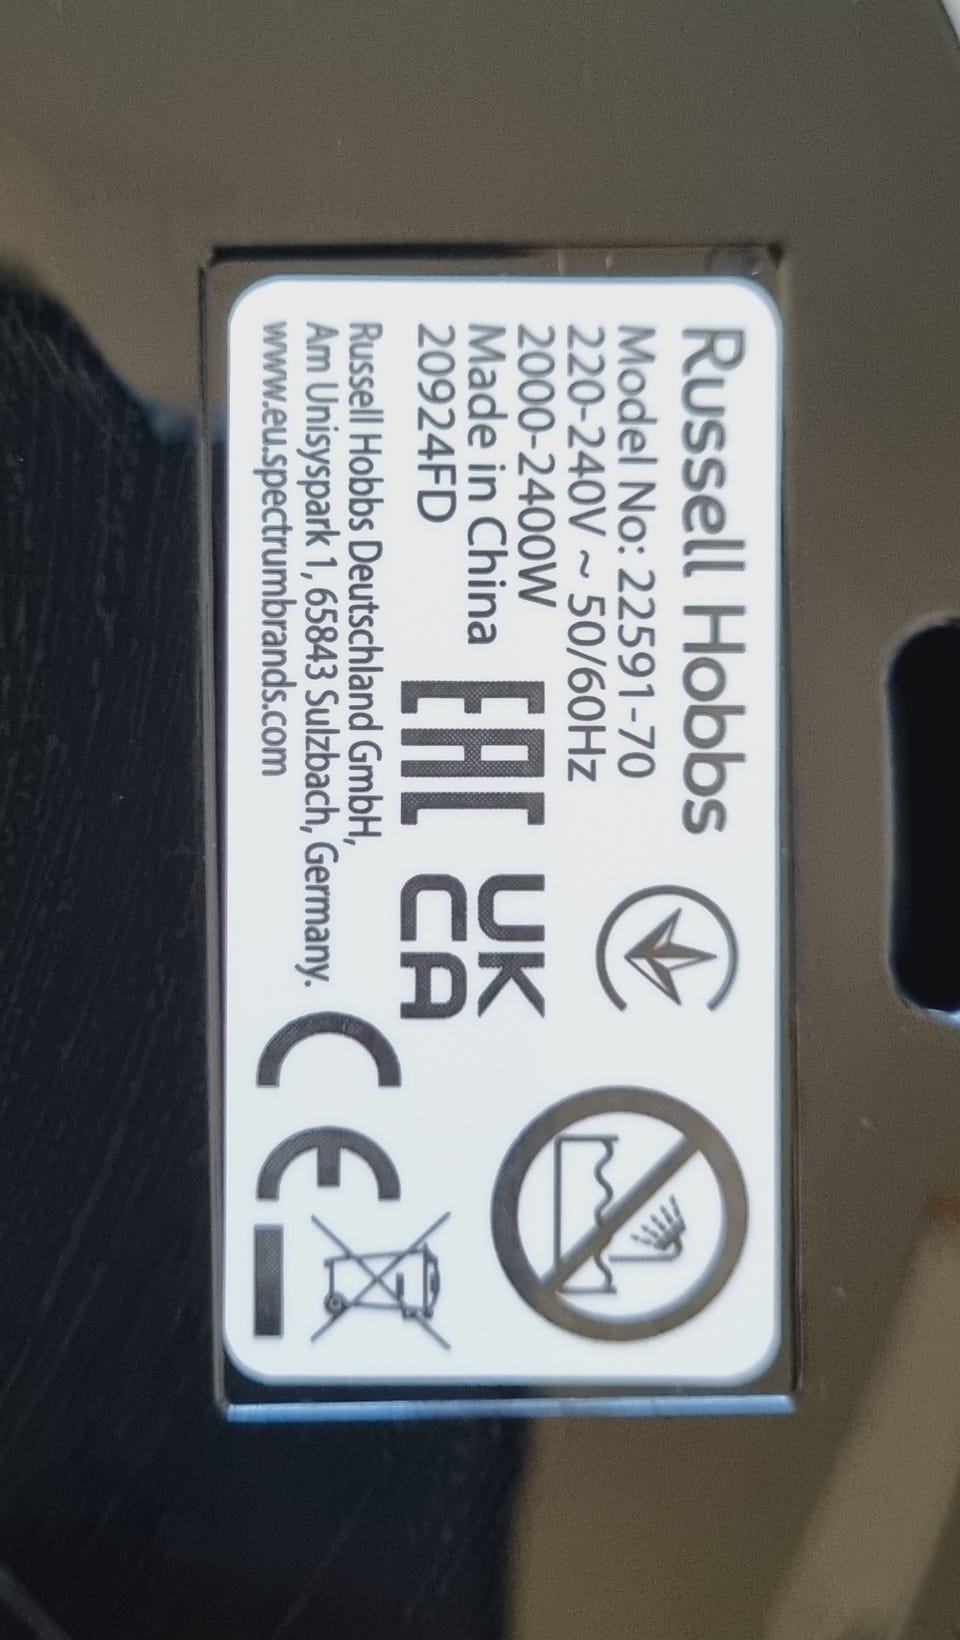 Russell Hobbs
Model No: 22591-70
220-240V ~ 50/60Hz
2000-2400W
Made in China
20924FD
EAC
UK
CA
Russell Hobbs Deutschland GmbH,
Am Unisyspark 1, 65843 Sulzbach, Germany.
www.eu.spectrumbrands.com
CE